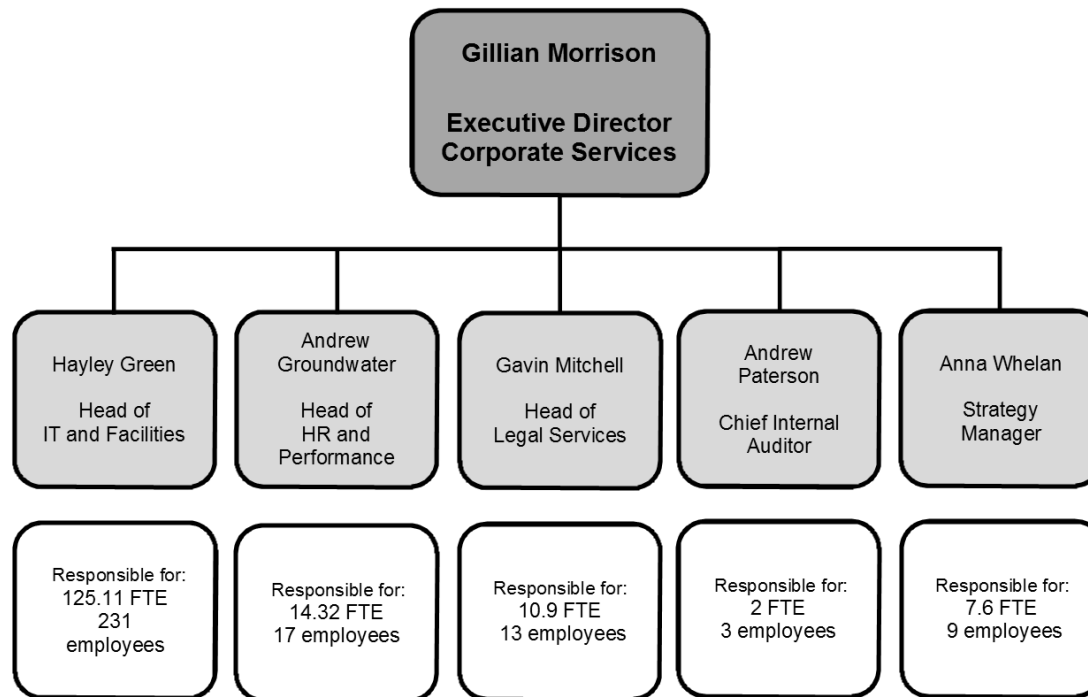 Gillian Morrison
Executive Director
Corporate Services
Hayley Green
Head of
IT and Facilities
Andrew
Groundwater
Head of
HR and
Performance
Gavin Mitchell
Head of
Legal Services
Andrew
Paterson
Chief Internal
Auditor
Anna Whelan
Strategy
Manager
Responsible for:
125.11 FTE
231
employees
Responsible for:
14.32 FTE
17 employees
Responsible for:
10.9 FTE
13 employees
Responsible for:
2 FTE
3 employees
Responsible for:
7.6 FTE
9 employees